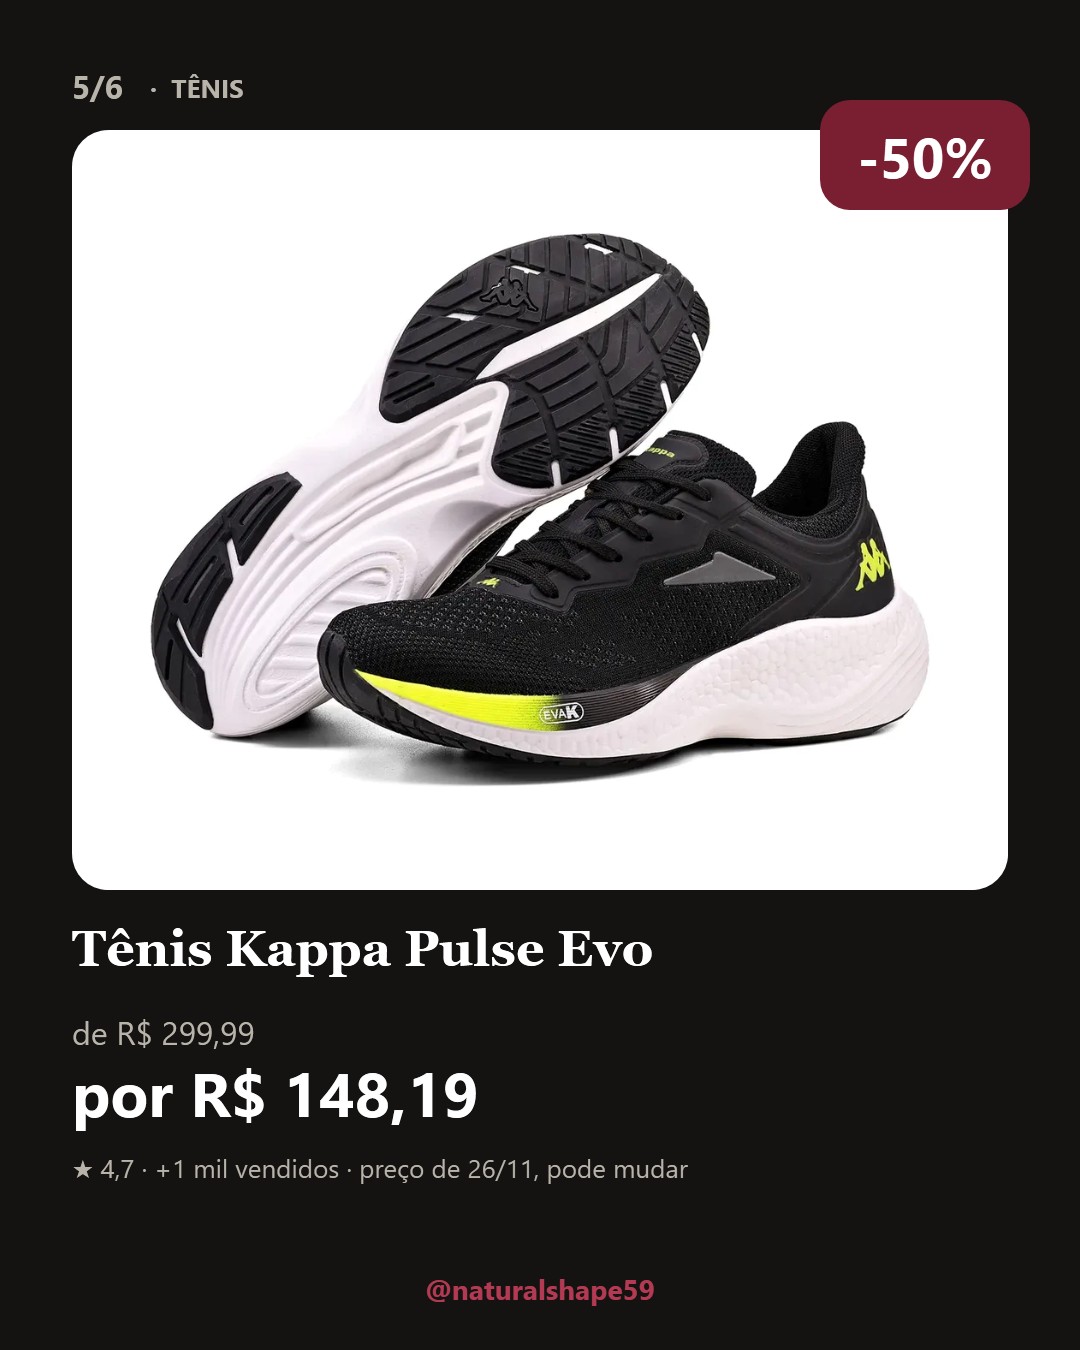 5/6 · TÊNIS
-50%
appa
EVAK
Tênis Kappa Pulse Evo
de R$ 299,99
por R$ 148,19
★ 4,7 · +1 mil vendidos · preço de 26/11, pode mudar
@naturalshape59